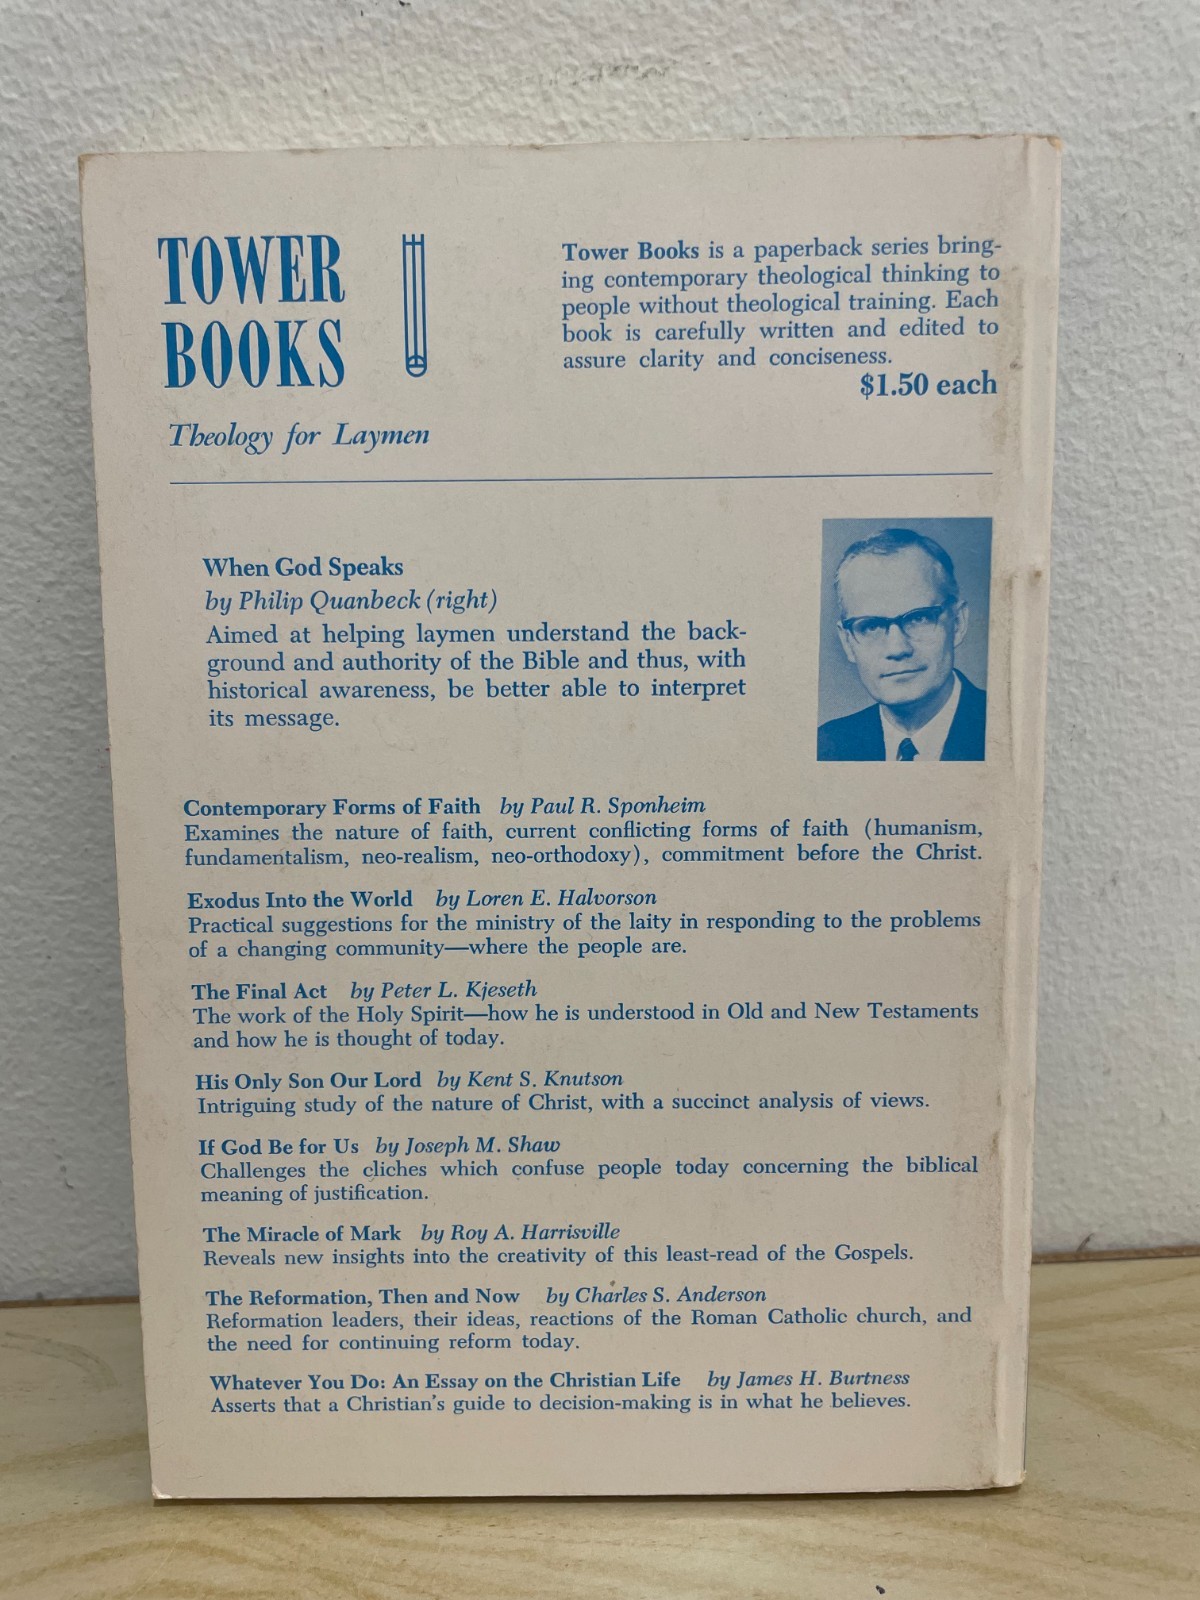 TOWER
BOOKS
Theology for Laymen
Tower Books is a paperback series bring-
ing contemporary theological thinking to
people without theological training. Each
book is carefully written and edited to
assure clarity and conciseness.
$1.50 each
When God Speaks
by Philip Quanbeck (right)
Aimed at helping laymen understand the back-
ground and authority of the Bible and thus, with
historical awareness, be better able to interpret
its message.
Contemporary Forms of Faith by Paul R. Sponheim
Examines the nature of faith, current conflicting forms of faith (humanism,
fundamentalism, neo-realism, neo-orthodoxy), commitment before the Christ.
Exodus Into the World by Loren E. Halvorson
Practical suggestions for the ministry of the laity in responding to the problems
of a changing community—where the people are.
The Final Act by Peter L. Kjeseth
The work of the Holy Spirit—how he is understood in Old and New Testaments
and how he is thought of today.
His Only Son Our Lord by Kent S. Knutson
Intriguing study of the nature of Christ, with a succinct analysis of views.
If God Be for Us by Joseph M. Shaw
Challenges the cliches which confuse people today concerning the biblical
meaning of justification.
The Miracle of Mark by Roy A. Harrisville
Reveals new insights into the creativity of this least-read of the Gospels.
The Reformation, Then and Now by Charles S. Anderson
Reformation leaders, their ideas, reactions of the Roman Catholic church, and
the need for continuing reform today.
Whatever You Do: An Essay on the Christian Life by James H. Burtness
Asserts that a Christian's guide to decision-making is in what he believes.